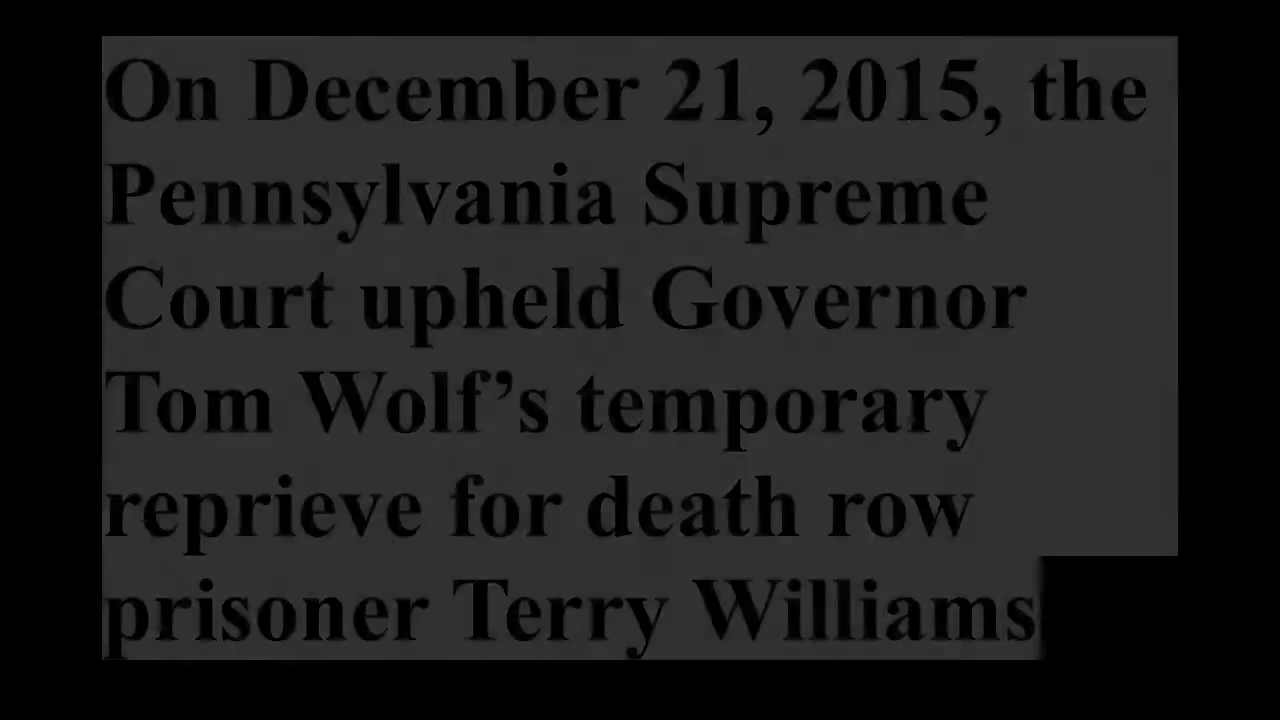 On December 21, 2015, the
Pennsylvania Supreme
Court upheld Governor
Tom Wolf’s temporary
reprieve for death row
prisoner Terry Williams